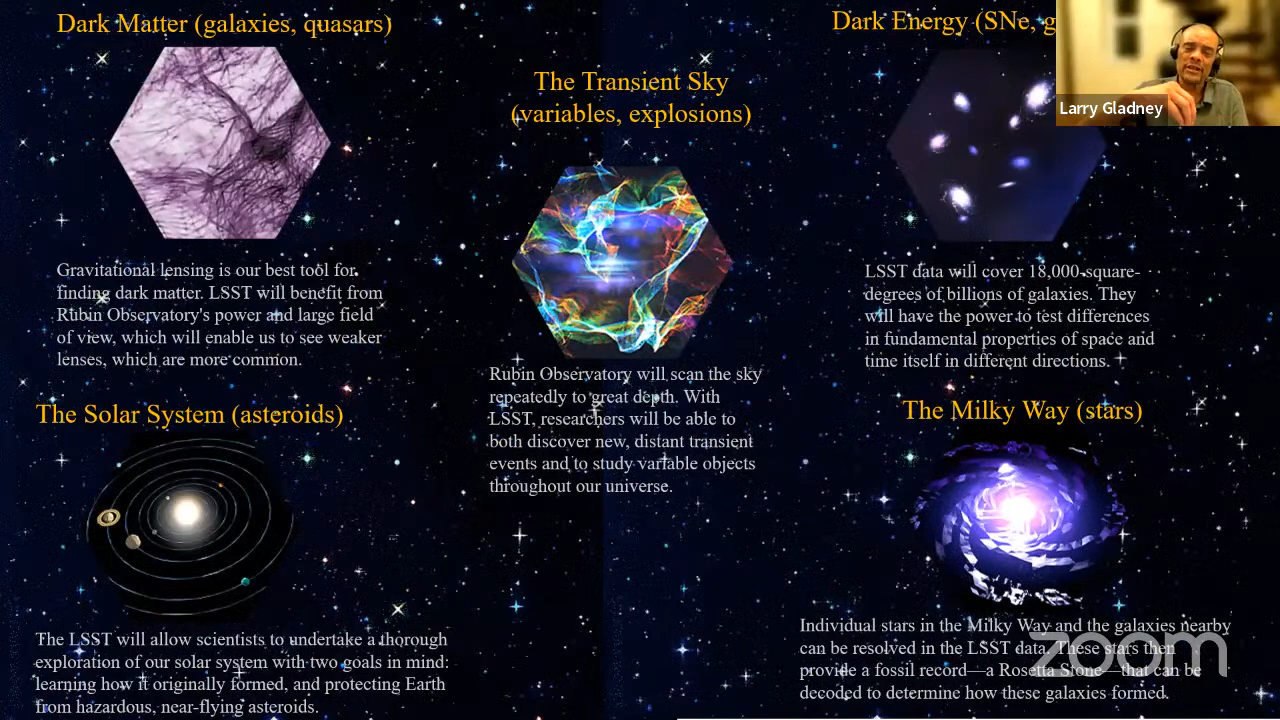 Dark Matter (galaxies, quasars)
Gravitational lensing is our best tool for
finding dark matter. LSST will benefit from
Rubin Observatory's power and large field
of view, which will enable us to see weaker
lenses, which are more common.
The Solar System (asteroids)
The LSST will allow scientists to undertake a thorough
exploration of our solar system with two goals in mind:
learning how it originally formed, and protecting Earth
from hazardous, near-flying asteroids.
The Transient Sky
(variables, explosions)
Rubin Observatory will scan the sky
repeatedly to great depth. With
LSST, researchers will be able to
both discover new, distant transient
events and to study variable objects
throughout our universe.
Dark Energy (SNe, g
Larry Gladney
LSST data will cover 18,000-square-
degrees of billions of galaxies. They
will have the power to test differences
in fundamental properties of space and
time itself in different directions.
The Milky Way (stars)
Individual stars in the Milky Way and the galaxies nearby
can be resolved in the LSST data. These stars then
provide a fossil record—a Rosetta Stone—that can be
decoded to determine how these galaxies formed.
zoom